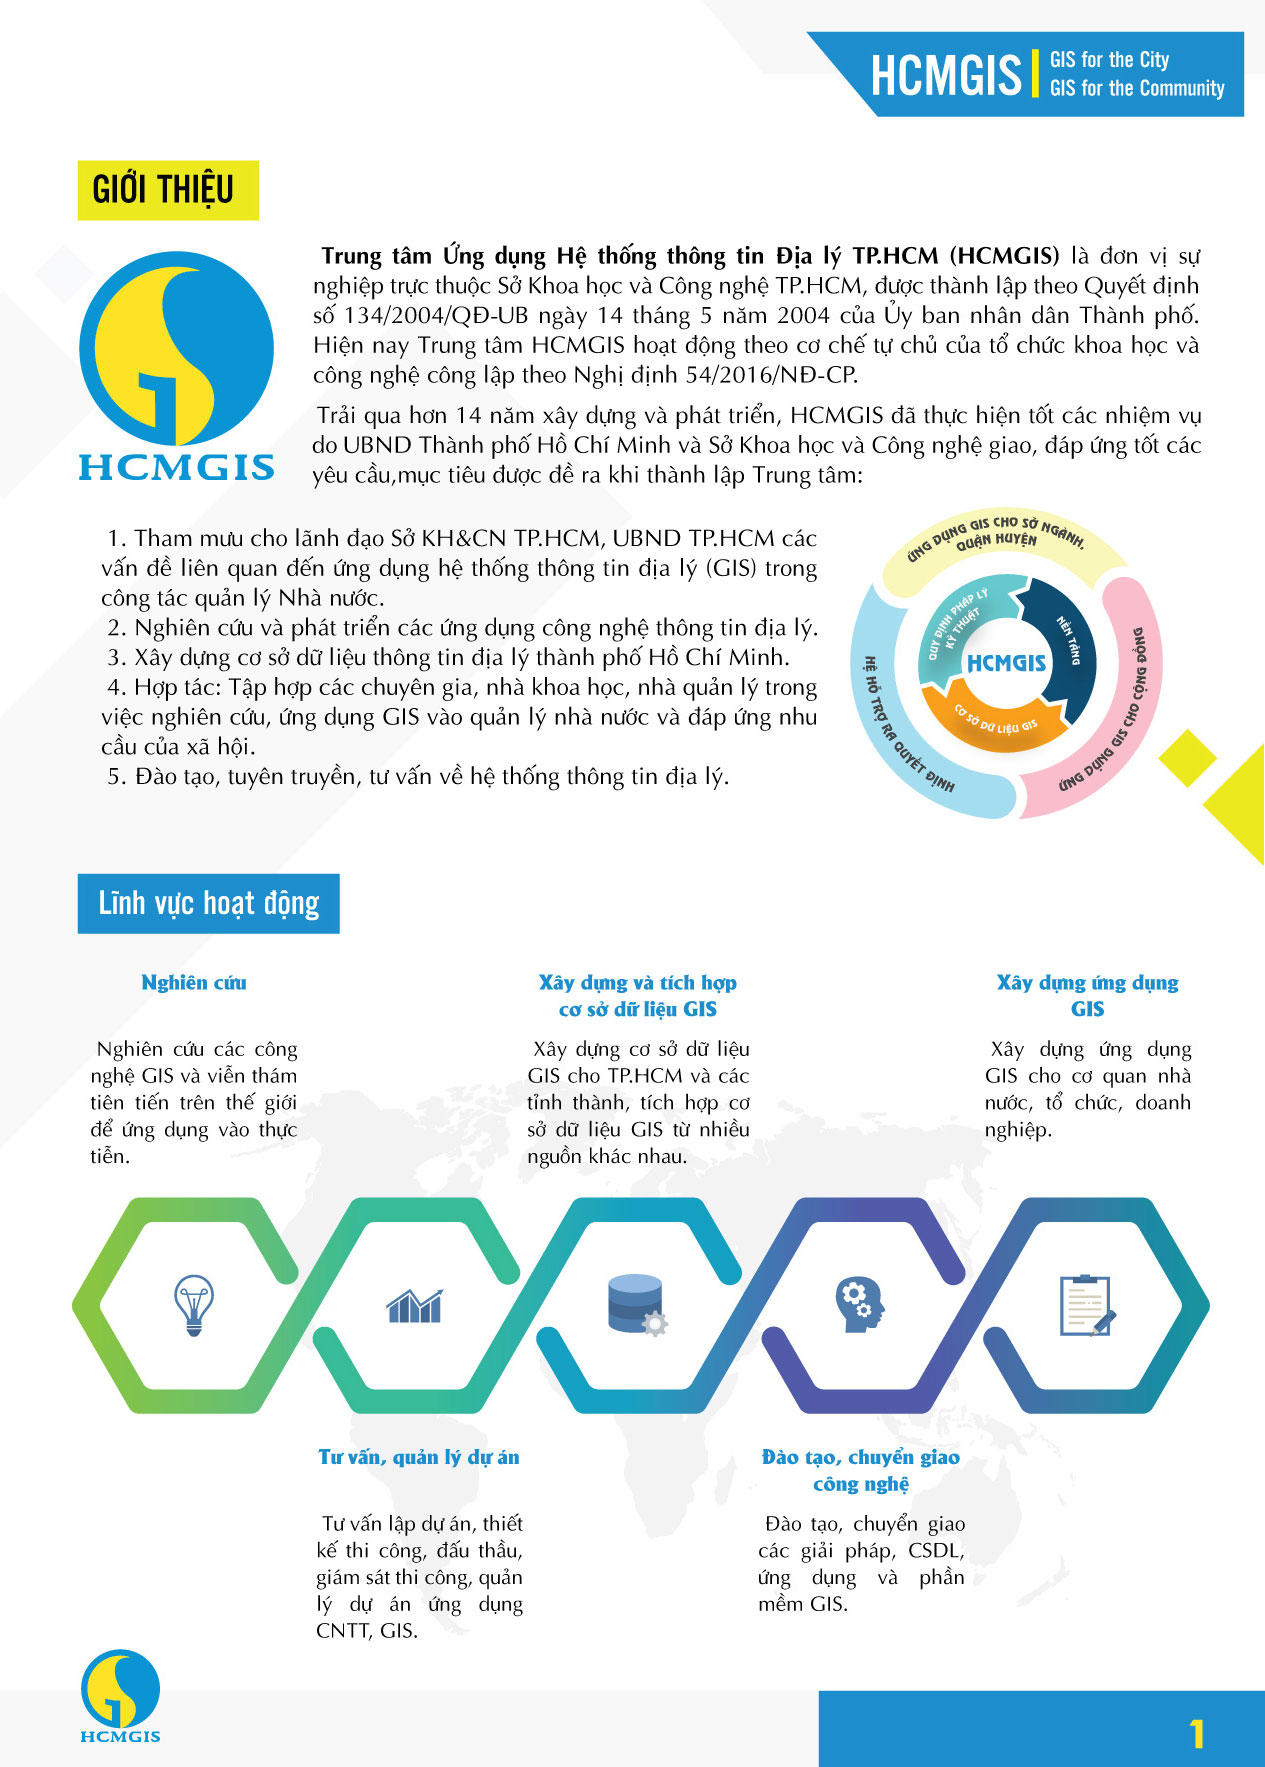 HCMGIS
GIS for the City
GIS for the Community
GIỚI THIỆU
HCMGIS
Trung tâm Ứng dụng Hệ thống thông tin Địa lý TP.HCM (HCMGIS) là đơn vị sự
nghiệp trực thuộc Sở Khoa học và Công nghệ TP.HCM, được thành lập theo Quyết định
số 134/2004/QĐ-UB ngày 14 tháng 5 năm 2004 của Ủy ban nhân dân Thành phố.
Hiện nay Trung tâm HCMGIS hoạt động theo cơ chế tự chủ của tổ chức khoa học và
công nghệ công lập theo Nghị định 54/2016/NĐ-CP.
Trải qua hơn 14 năm xây dựng và phát triển, HCMGIS đã thực hiện tốt các nhiệm vụ
do UBND Thành phố Hồ Chí Minh và Sở Khoa học và Công nghệ giao, đáp ứng tốt các
yêu cầu,mục tiêu được đề ra khi thành lập Trung tâm:
1. Tham mưu cho lãnh đạo Sở KH&CN TP.HCM, UBND TP.HCM các
vấn đề liên quan đến ứng dụng hệ thống thông tin địa lý (GIS) trong
công tác quản lý Nhà nước.
2. Nghiên cứu và phát triển các ứng dụng công nghệ thông tin địa lý.
3. Xây dựng cơ sở dữ liệu thông tin địa lý thành phố Hồ Chí Minh.
4. Hợp tác: Tập hợp các chuyên gia, nhà khoa học, nhà quản lý trong
việc nghiên cứu, ứng dụng GIS vào quản lý nhà nước và đáp ứng nhu
cầu của xã hội.
5. Đào tạo, tuyên truyền, tư vấn về hệ thống thông tin địa lý.
ỨNG DỤNG GIS CHO SỞ NGÀNH,
QUẬN HUYỆN
QUY ĐỊNH PHÁP LÝ
KỸ THUẬT
NỀN TẢNG
HCMGIS
CƠ SỞ DỮ LIỆU GIS
HỆ HỖ TRỢ RA QUYẾT ĐỊNH
ỨNG DỤNG GIS CHO CỘNG ĐỒNG
Lĩnh vực hoạt động
Nghiên cứu
Nghiên cứu các công
nghệ GIS và viễn thám
tiên tiến trên thế giới
để ứng dụng vào thực
tiễn.
Xây dựng và tích hợp
cơ sở dữ liệu GIS
Xây dựng cơ sở dữ liệu
GIS cho TP.HCM và các
tỉnh thành, tích hợp cơ
sở dữ liệu GIS từ nhiều
nguồn khác nhau.
Xây dựng ứng dụng
GIS
Xây dựng ứng dụng
GIS cho cơ quan nhà
nước, tổ chức, doanh
nghiệp.
Tư vấn, quản lý dự án
Tư vấn lập dự án, thiết
kế thi công, đấu thầu,
giám sát thi công, quản
lý dự án ứng dụng
CNTT, GIS.
Đào tạo, chuyển giao
công nghệ
Đào tạo, chuyển giao
các giải pháp, CSDL,
ứng dụng và phần
mềm GIS.
HCMGIS
1